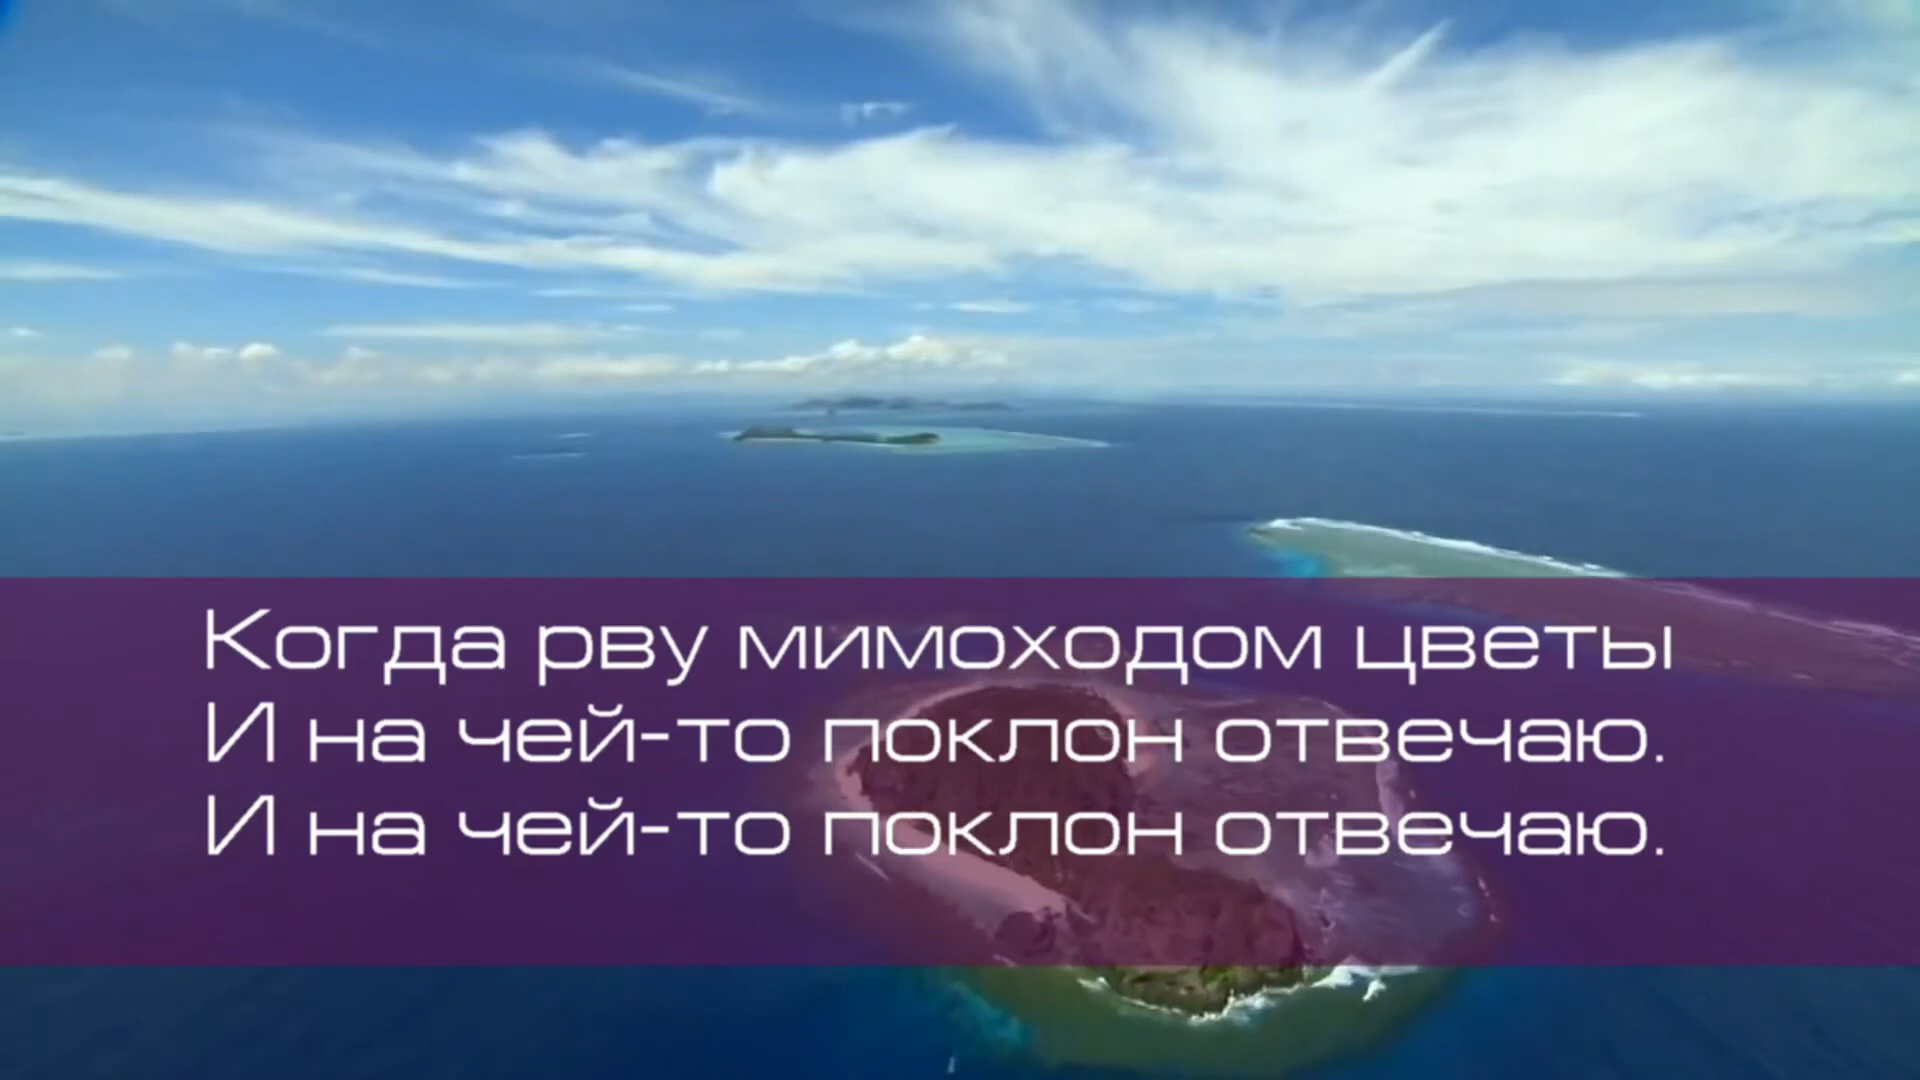 Когда рву мимоходом цветы
И на чей-то поклон отвечаю.
И на чей-то поклон отвечаю.